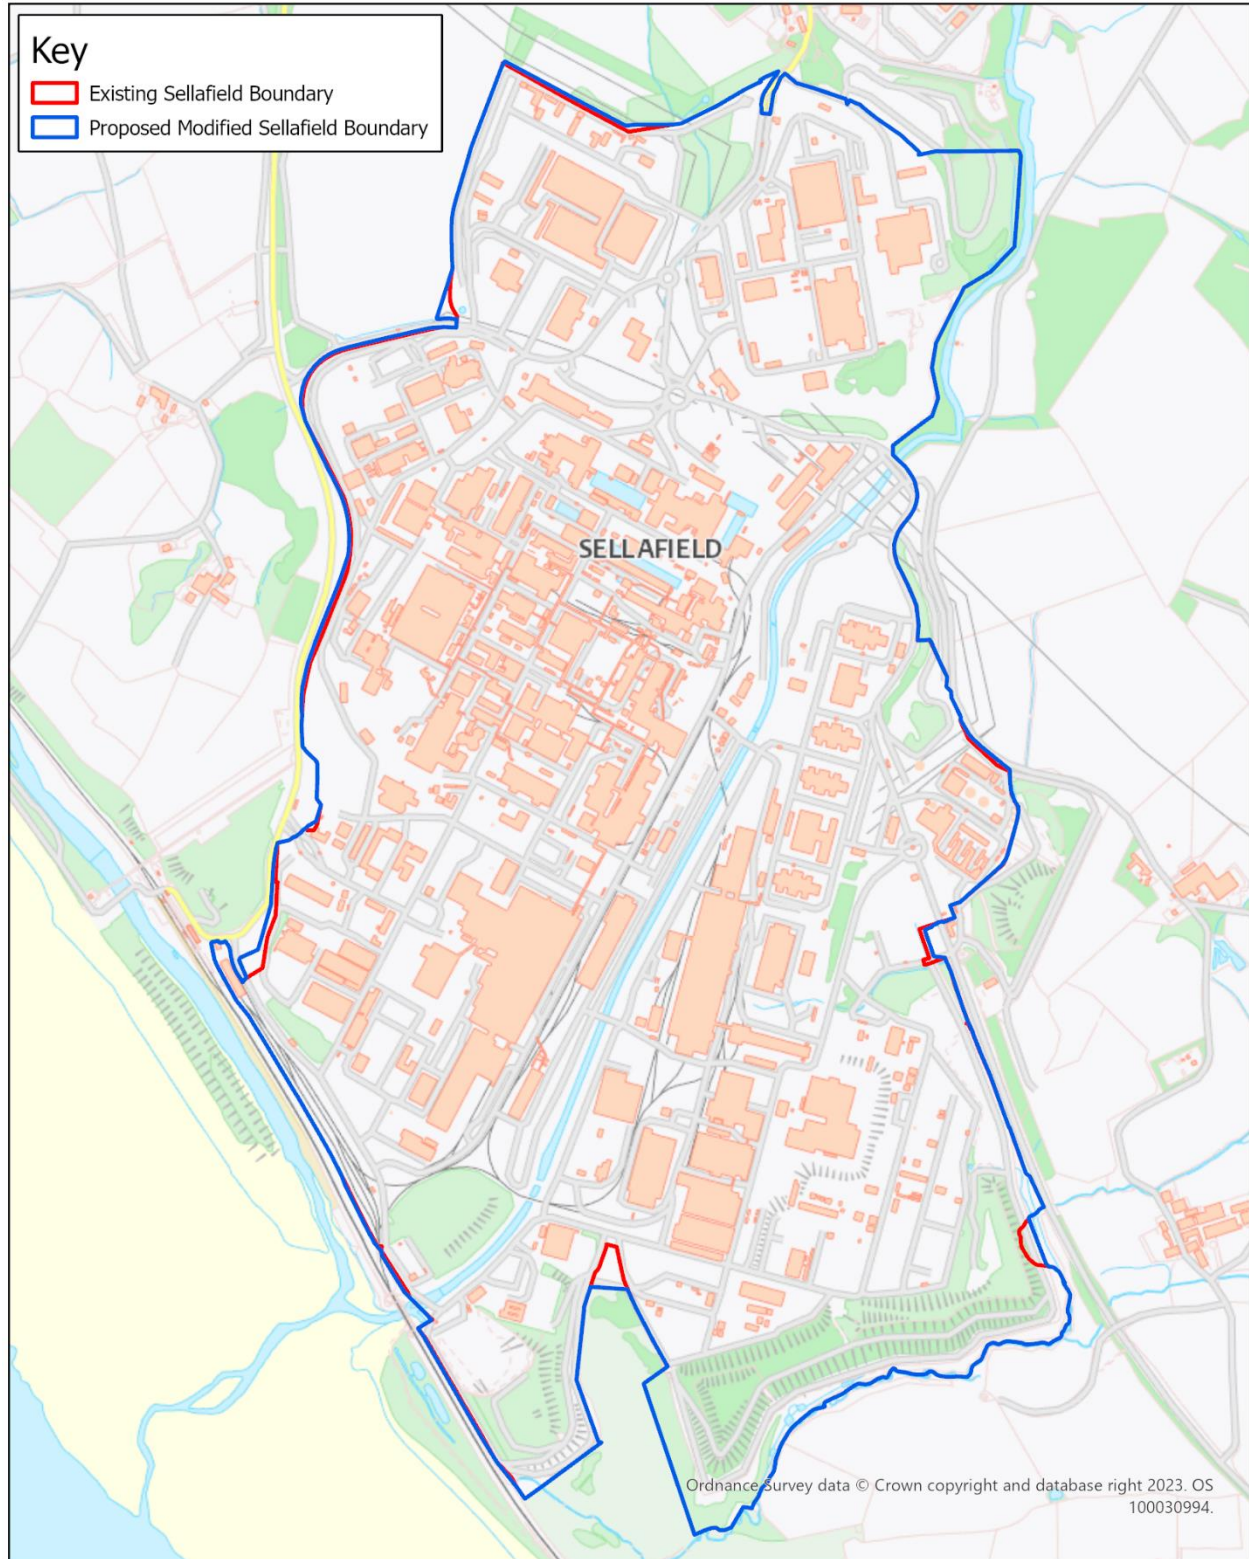 Key
Existing Sellafield Boundary
Proposed Modified Sellafield Boundary
SELLAFIELD
Ordnance Survey data © Crown copyright and database right 2023. OS
100030994.